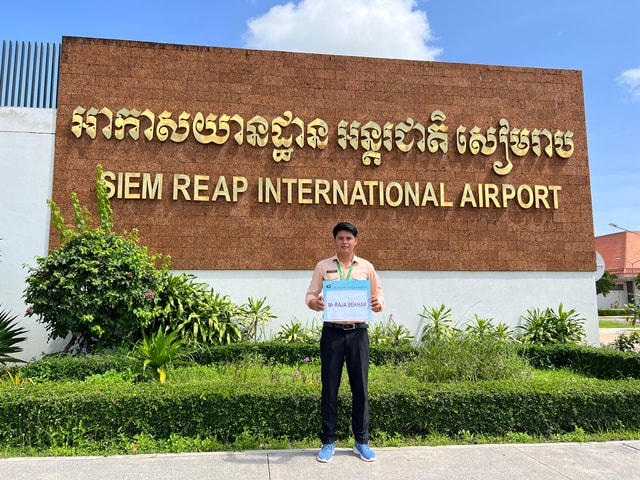 អាកាសយានដ្ឋាន អន្តរជាតិ សៀមរាប
SIEM REAP INTERNATIONAL AIRPORT
Mr RAJA BEKHAM